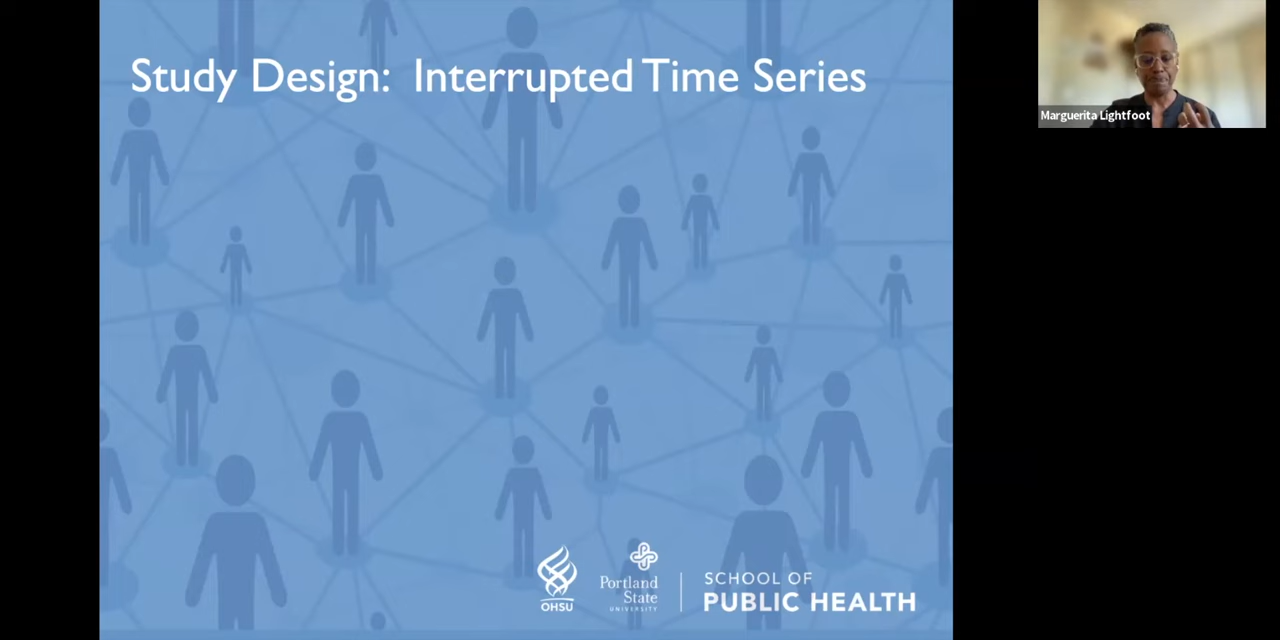 Study Design:  Interrupted Time Series
Marguerita Lightfoot
OHSU
Portland
State
UNIVERSITY
SCHOOL OF
PUBLIC HEALTH